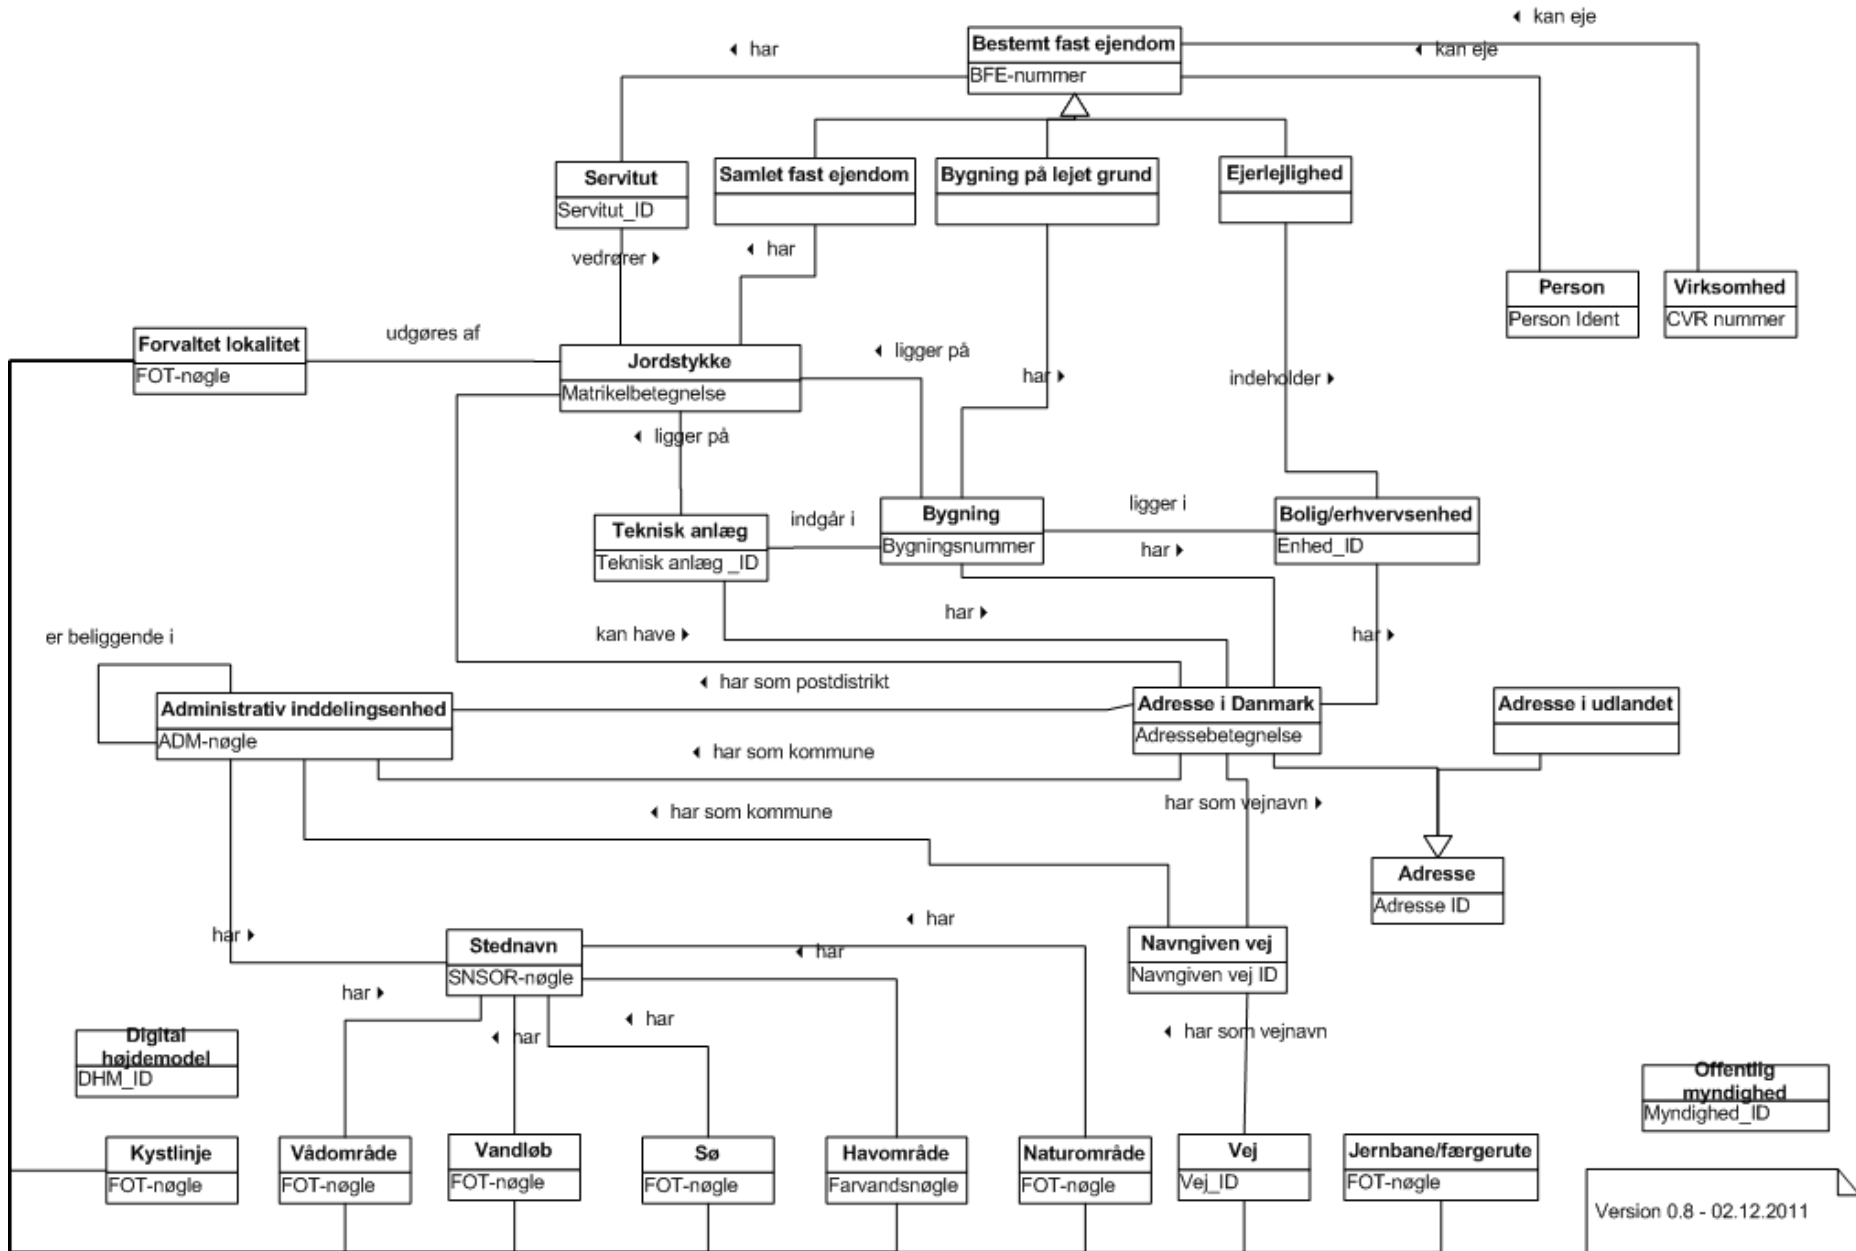 ◄ kan eje
Bestemt fast ejendom
BFE-nummer
◄ har
◄ kan eje
Servitut
Servitut_ID
Samlet fast ejendom
Bygning på lejet grund
Ejerlejlighed
vedrører ►
◄ har
Person
Person Ident
Virksomhed
CVR nummer
Forvaltet lokalitet
FOT-nøgle
udgøres af
Jordstykke
Matrikelbetegnelse
◄ ligger på
har ►
indeholder ►
◄ ligger på
Teknisk anlæg
Teknisk anlæg _ID
indgår i
Bygning
Bygningsnummer
ligger i
har ►
Bolig/erhvervsenhed
Enhed_ID
har ►
kan have ►
har ►
er beliggende i
◄ har som postdistrikt
Administrativ inddelingsenhed
ADM-nøgle
Adresse i Danmark
Adressebetegnelse
Adresse i udlandet
◄ har som kommune
har som vejnavn ►
◄ har som kommune
Adresse
Adresse ID
har ►
Stednavn
SNSOR-nøgle
◄ har
◄ har
Navngiven vej
Navngiven vej ID
har ►
◄ har
◄ har
◄ har som vejnavn
Digital
højdemodel
DHM_ID
Offentlig
myndighed
Myndighed_ID
Kystlinje
FOT-nøgle
Vådområde
FOT-nøgle
Vandløb
FOT-nøgle
Sø
FOT-nøgle
Havområde
Farvandsnøgle
Naturområde
FOT-nøgle
Vej
Vej_ID
Jernbane/færgerute
FOT-nøgle
Version 0.8 - 02.12.2011